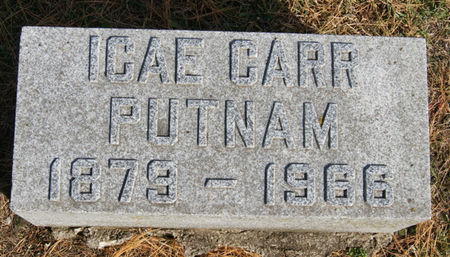 ICAE CARR
PUTNAM
1879 - 1966